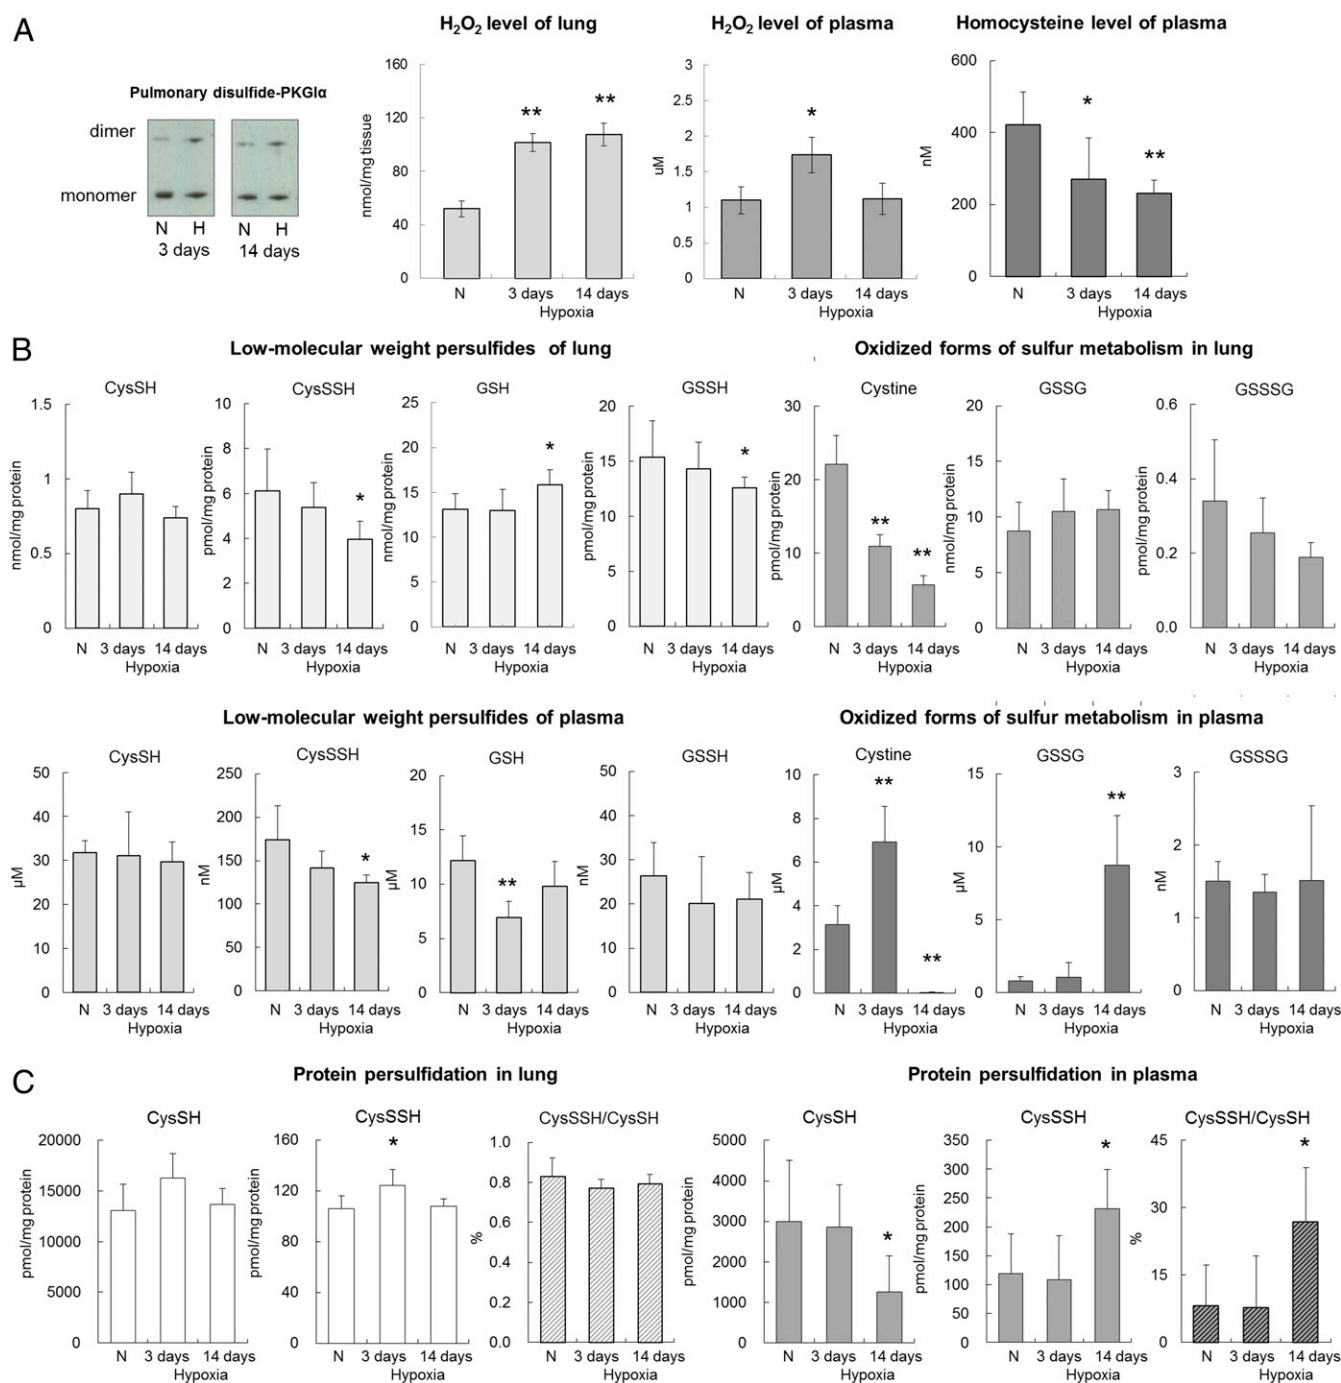 A
Pulmonary disulfide-PKGIα
dimer
monomer
N H N H
3 days 14 days
H₂O₂ level of lung
nmol/mg tissue
160
120
80
40
0
** **
N 3 days 14 days
Hypoxia
H₂O₂ level of plasma
uM
3
2.5
2
1.5
1
0.5
0
*
N 3 days 14 days
Hypoxia
Homocysteine level of plasma
nM
600
400
200
0
* **
N 3 days 14 days
Hypoxia
B
Low-molecular weight persulfides of lung
CysSH
nmol/mg protein
1.5
1
0.5
0
N 3 days 14 days
Hypoxia
CysSSH
pmol/mg protein
10
8
6
4
2
0
*
N 3 days 14 days
Hypoxia
GSH
nmol/mg protein
25
20
15
10
5
0
*
N 3 days 14 days
Hypoxia
GSSH
pmol/mg protein
20
15
10
5
0
*
N 3 days 14 days
Hypoxia
Oxidized forms of sulfur metabolism in lung
Cystine
pmol/mg protein
30
20
10
0
** **
N 3 days 14 days
Hypoxia
GSSG
nmol/mg protein
20
15
10
5
0
N 3 days 14 days
Hypoxia
GSSSG
pmol/mg protein
0.6
0.4
0.2
0.0
N 3 days 14 days
Hypoxia
Low-molecular weight persulfides of plasma
CysSH
µM
50
40
30
20
10
0
N 3 days 14 days
Hypoxia
CysSSH
nM
250
200
150
100
50
0
*
N 3 days 14 days
Hypoxia
GSH
µM
20
15
10
5
0
**
N 3 days 14 days
Hypoxia
GSSH
nM
50
40
30
20
10
0
N 3 days 14 days
Hypoxia
Oxidized forms of sulfur metabolism in plasma
Cystine
µM
10
8
6
4
2
0
** **
N 3 days 14 days
Hypoxia
GSSG
µM
15
10
5
0
**
N 3 days 14 days
Hypoxia
GSSSG
nM
3
2
1
0
N 3 days 14 days
Hypoxia
C
Protein persulfidation in lung
CysSH
pmol/mg protein
20000
15000
10000
5000
0
N 3 days 14 days
Hypoxia
CysSSH
pmol/mg protein
160
120
80
40
0
*
N 3 days 14 days
Hypoxia
CysSSH/CysSH
%
1.0
0.8
0.6
0.4
0.2
0.0
N 3 days 14 days
Hypoxia
Protein persulfidation in plasma
CysSH
pmol/mg protein
5000
4000
3000
2000
1000
0
*
N 3 days 14 days
Hypoxia
CysSSH
pmol/mg protein
350
300
250
200
150
100
50
0
*
N 3 days 14 days
Hypoxia
CysSSH/CysSH
%
45
30
15
0
*
N 3 days 14 days
Hypoxia